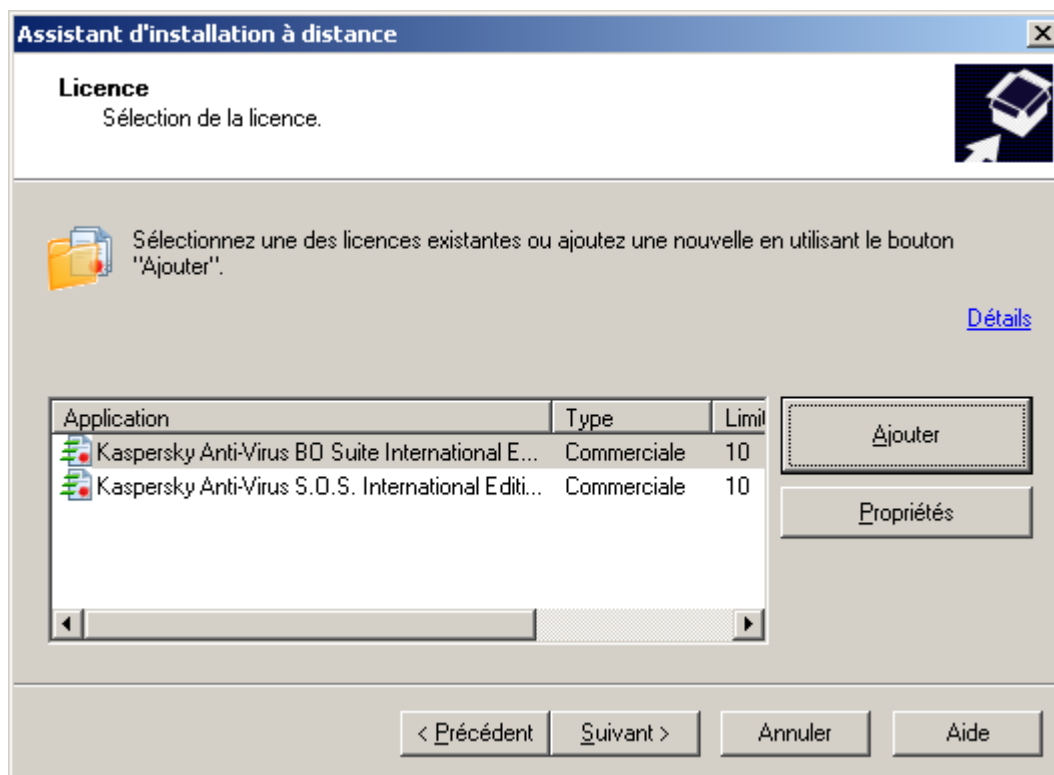 Assistant d'installation à distance
Licence
Sélection de la licence.
Sélectionnez une des licences existantes ou ajoutez une nouvelle en utilisant le bouton
"Ajouter".
Détails
Application Type Limit
Kaspersky Anti-Virus BO Suite International E... Commerciale 10
Kaspersky Anti-Virus S.O.S. International Editi... Commerciale 10
Ajouter
Propriétés
< Précédent Suivant > Annuler Aide